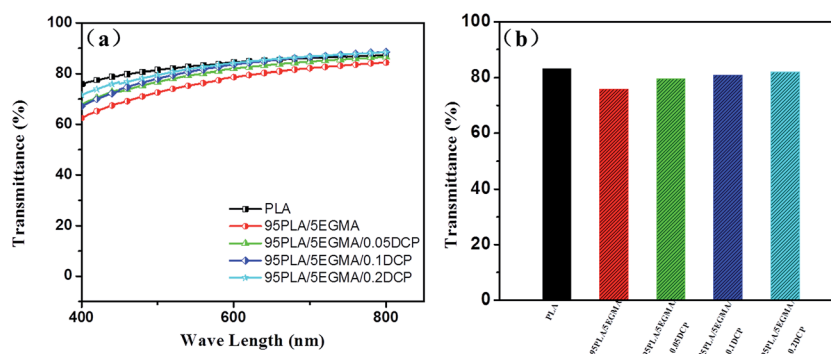 (a)
Transmittance (%)
100
80
60
40
20
0
400
600
800
Wave Length (nm)
PLA
95PLA/5EGMA
95PLA/5EGMA/0.05DCP
95PLA/5EGMA/0.1DCP
95PLA/5EGMA/0.2DCP
(b)
Transmittance (%)
100
80
60
40
20
0
PLA
95PLA/5EGMA
95PLA/5EGMA/
0.05DCP
95PLA/5EGMA/
0.1DCP
95PLA/5EGMA/
0.2DCP